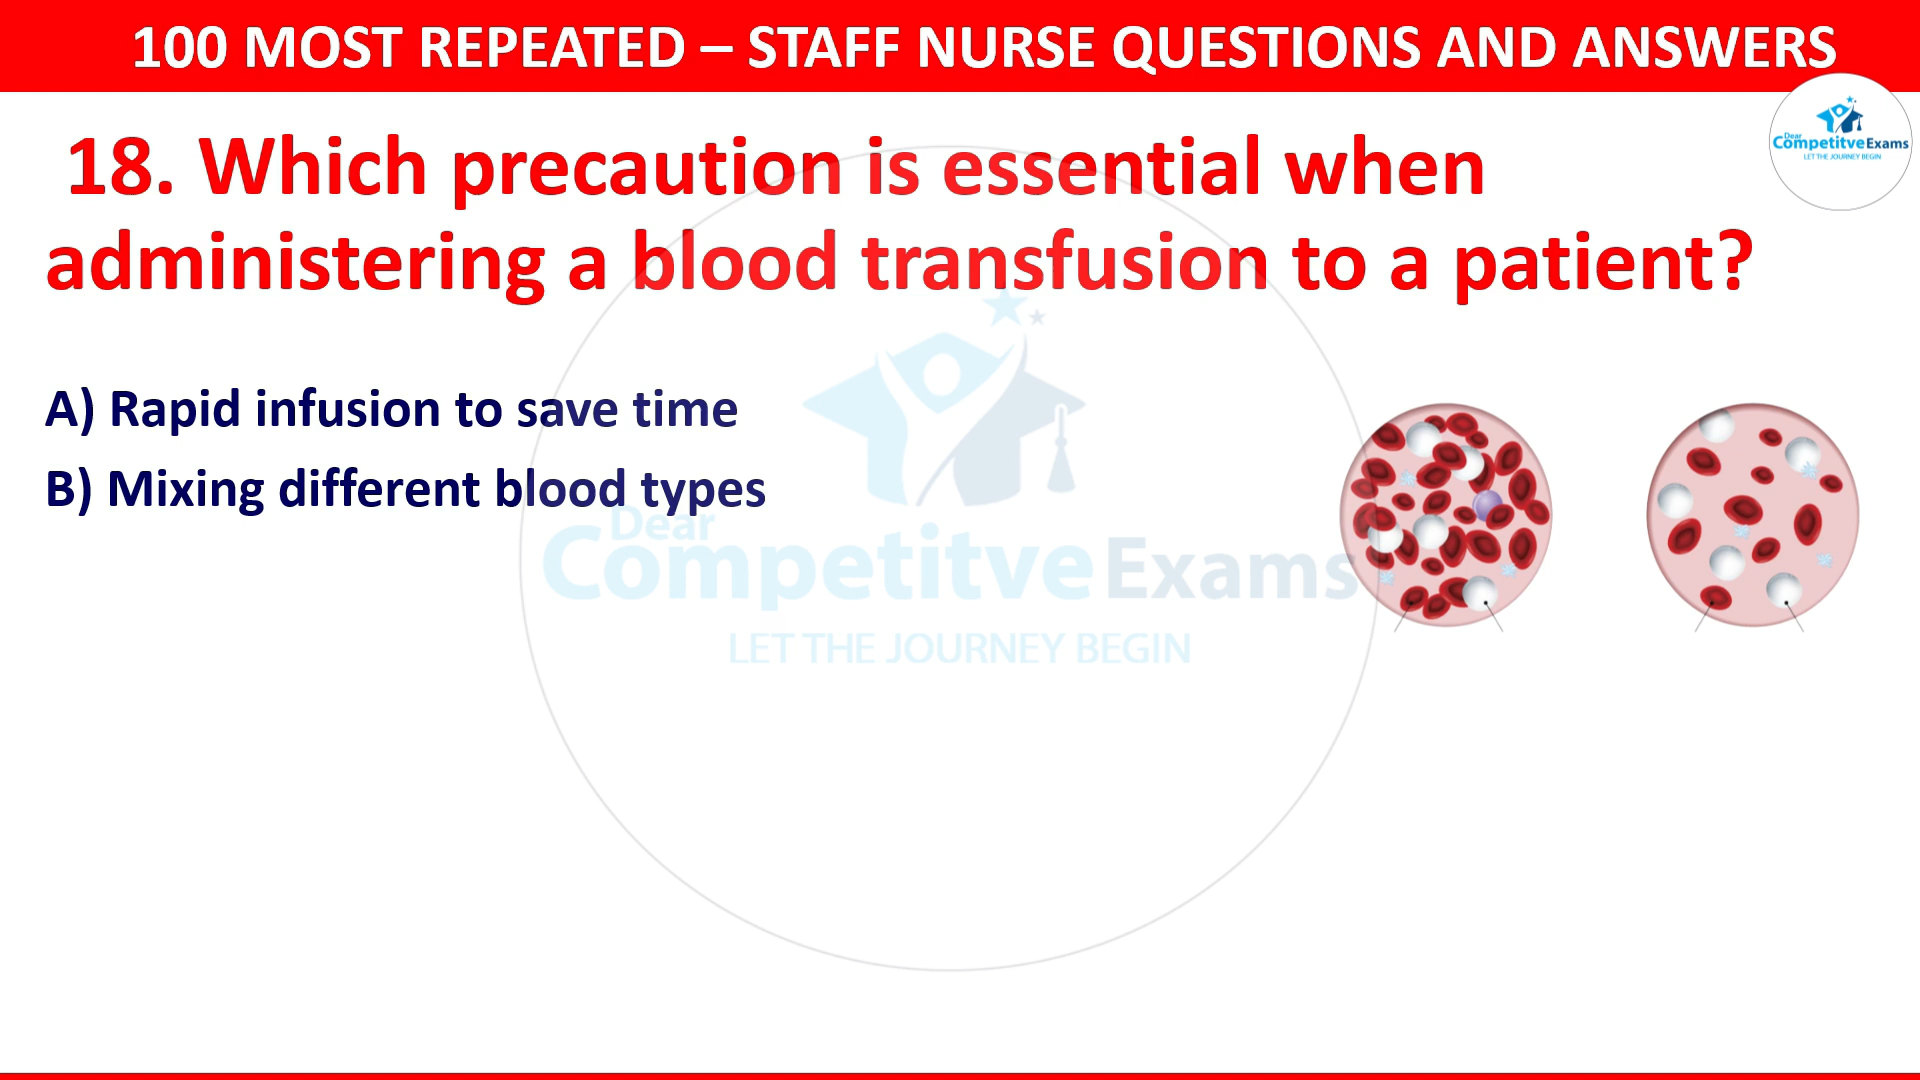 100 MOST REPEATED – STAFF NURSE QUESTIONS AND ANSWERS
Dear
CompetitveExams
LET THE JOURNEY BEGIN
18. Which precaution is essential when
administering a blood transfusion to a patient?
A) Rapid infusion to save time
B) Mixing different blood types
Dear
CompetitveExams
LET THE JOURNEY BEGIN